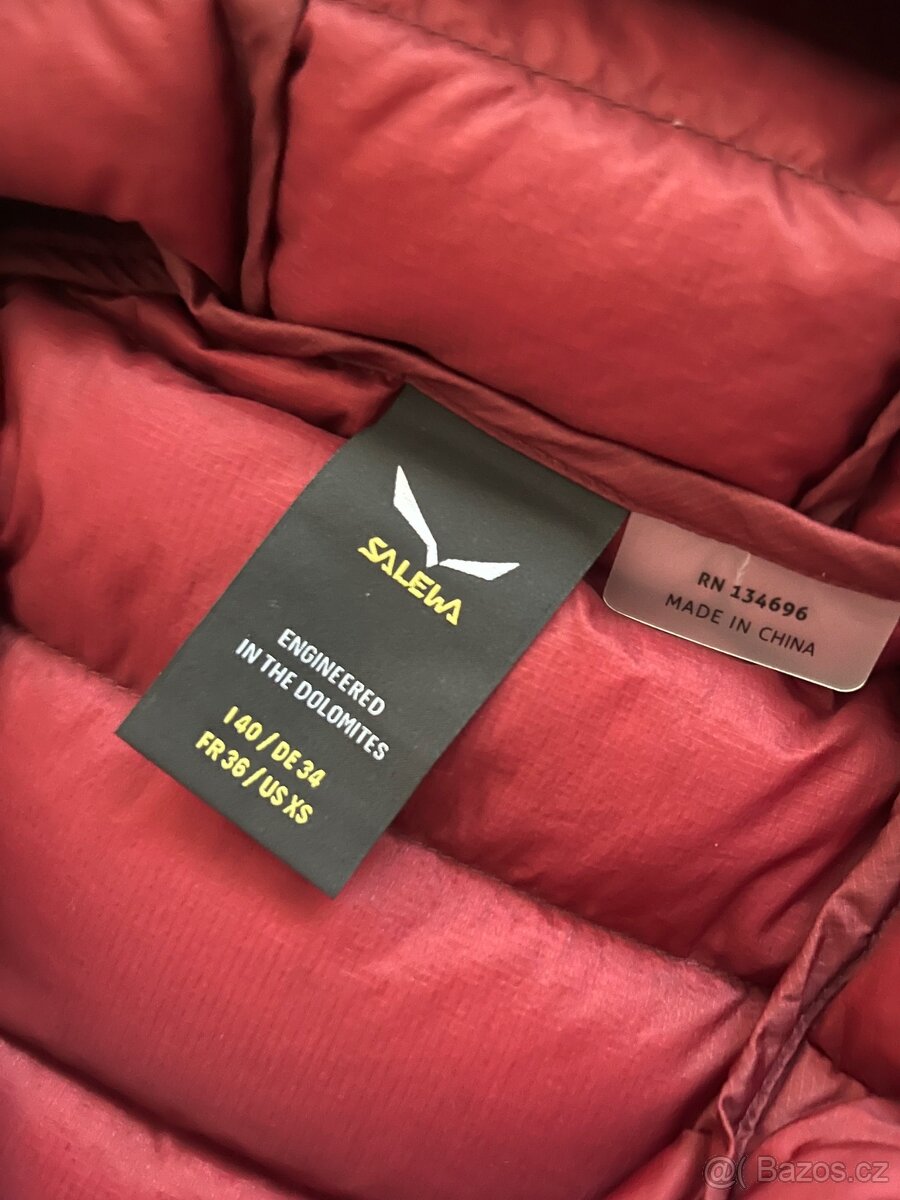 SALEWA
ENGINEERED
IN THE DOLOMITES
I 40 / DE 34
FR 36 / US XS
RN 134696
MADE IN CHINA
@( Bazos.cz